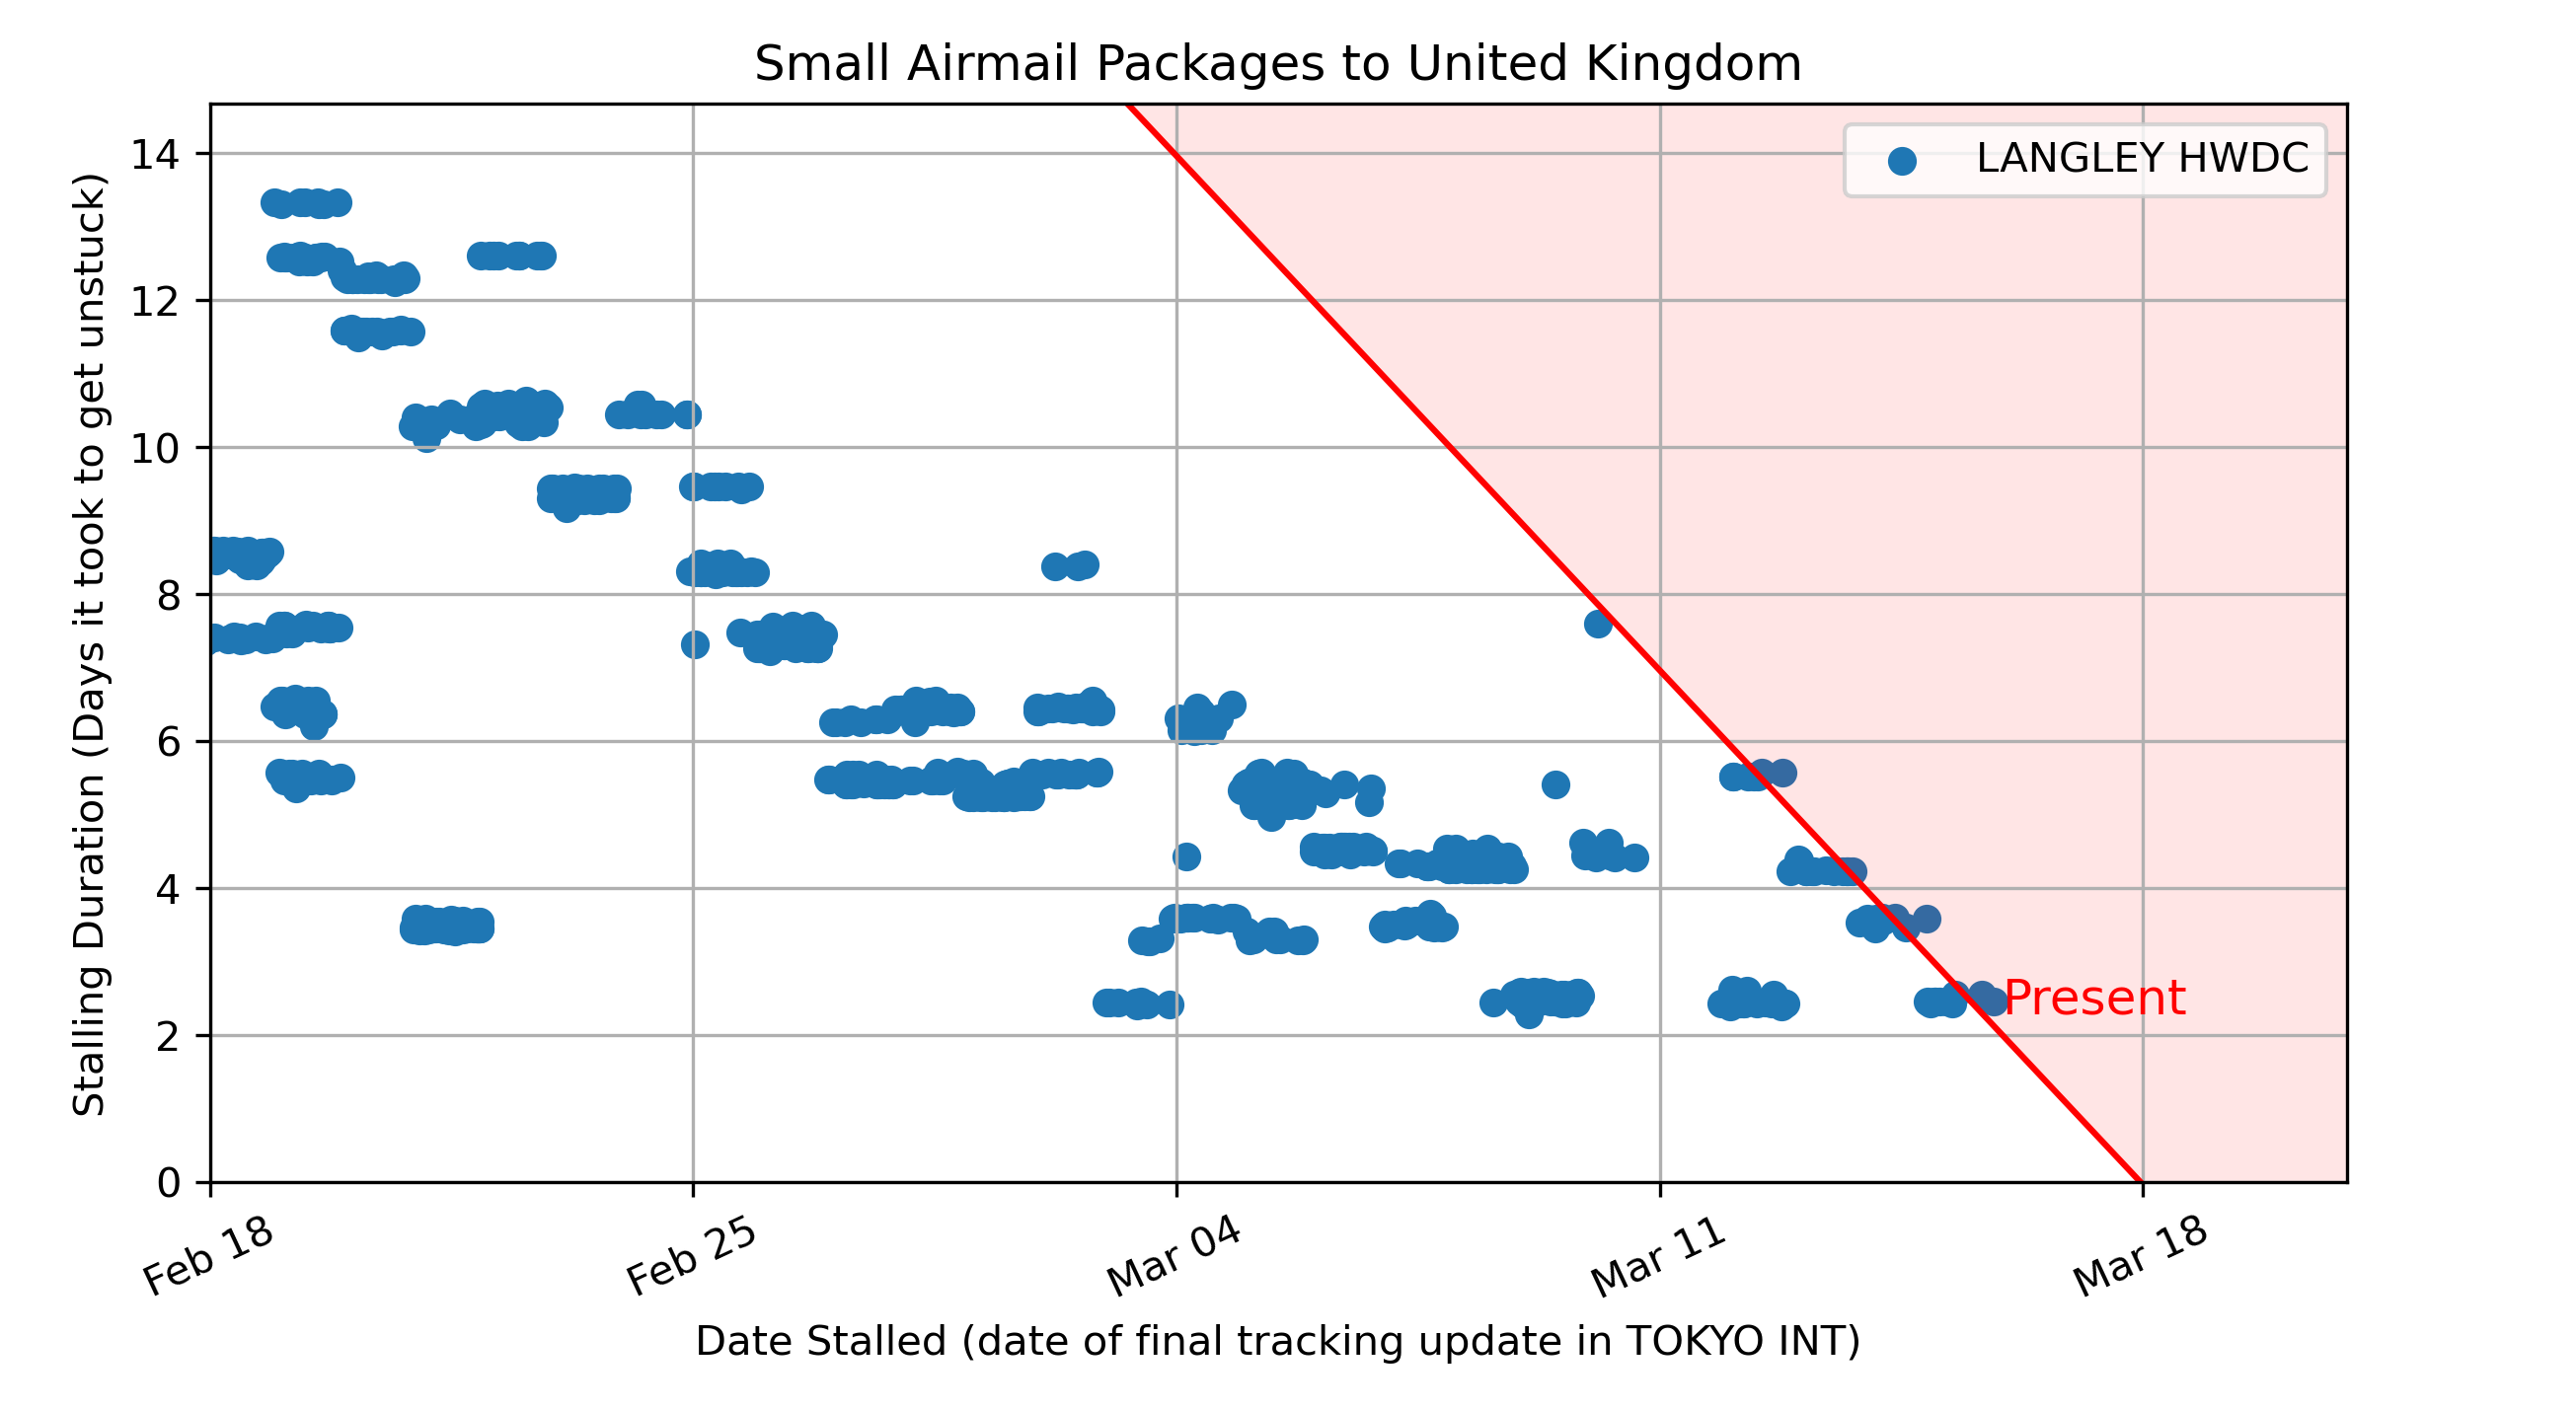 Small Airmail Packages to United Kingdom
LANGLEY HWDC
Stalling Duration (Days it took to get unstuck)
14
12
10
8
6
4
2
0
Present
Feb 18
Feb 25
Mar 04
Mar 11
Mar 18
Date Stalled (date of final tracking update in TOKYO INT)